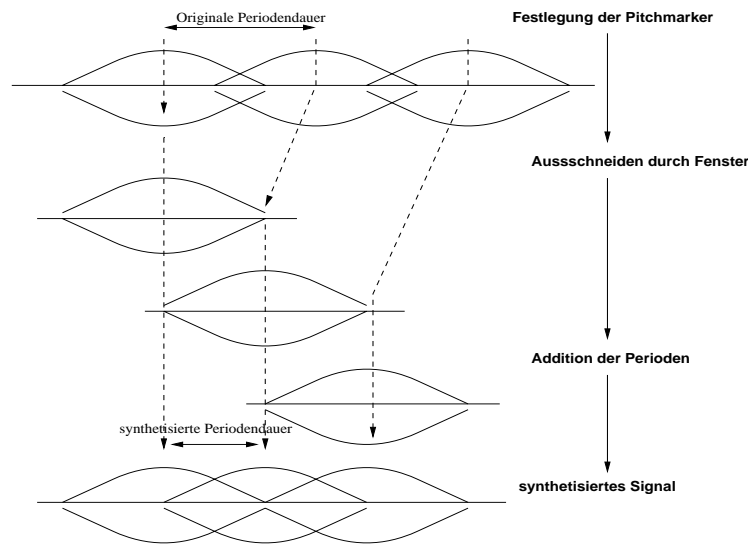 Originale Periodendauer
Festlegung der Pitchmarker
Aussschneiden durch Fenster
Addition der Perioden
synthetisierte Periodendauer
synthetisiertes Signal